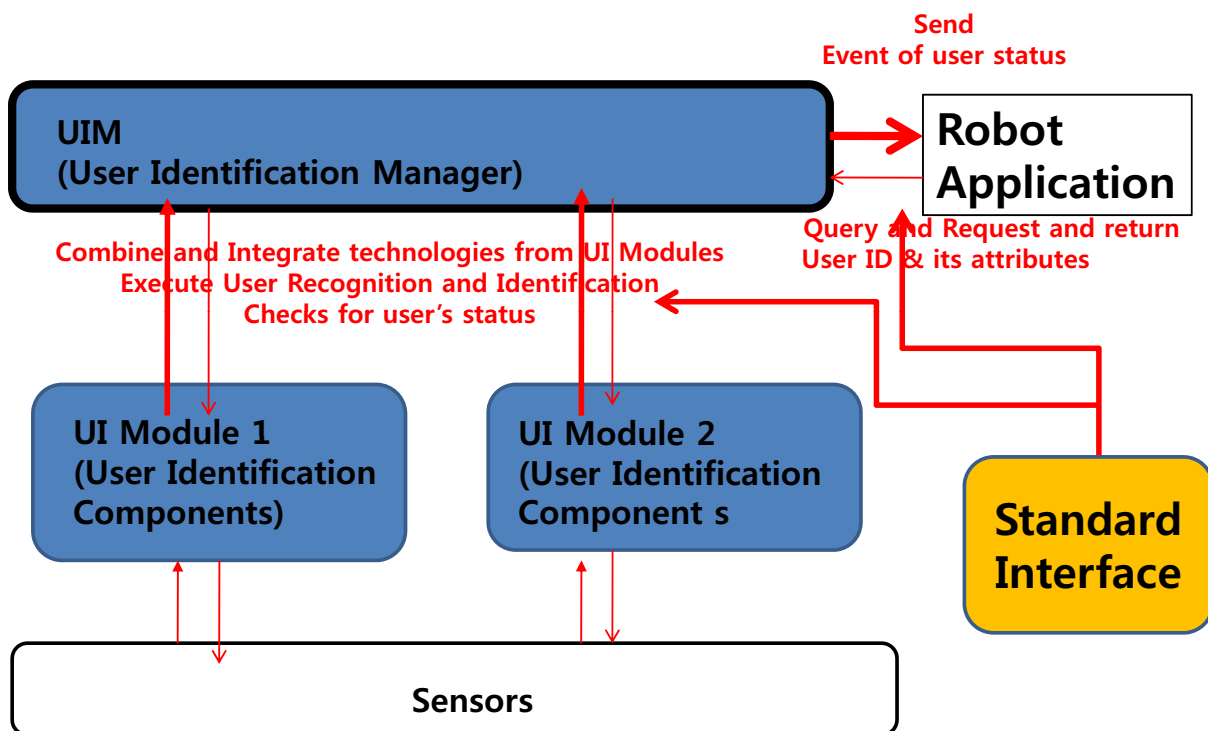 Send
Event of user status
UIM
(User Identification Manager)
Robot
Application
Query and Request and return
User ID & its attributes
Combine and Integrate technologies from UI Modules
Execute User Recognition and Identification
Checks for user’s status
UI Module 1
(User Identification
Components)
UI Module 2
(User Identification
Component s
Standard
Interface
Sensors